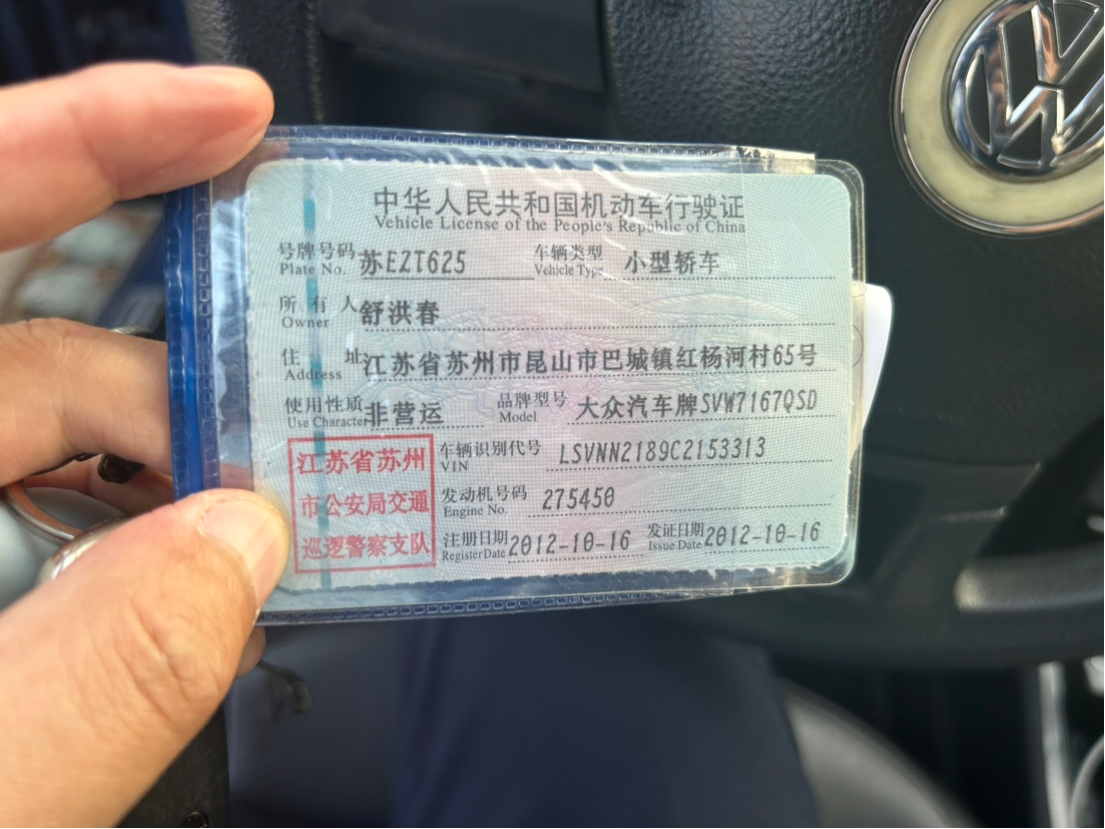 中华人民共和国机动车行驶证
Vehicle License of the People's Republic of China
号牌号码 苏EZT625 车辆类型 小型轿车
Plate No. Vehicle Type
所有人 舒洪春
Owner
住址 江苏省苏州市昆山市巴城镇红杨河村65号
Address
使用性质 非营运 品牌型号 大众汽车牌SVW7167QSD
Use Character Model
江苏省苏州 车辆识别代号 LSVNN2189C2153313
VIN
市公安局交通 发动机号码 275450
Engine No.
巡逻警察支队 注册日期 2012-10-16 发证日期 2012-10-16
Register Date Issue Date